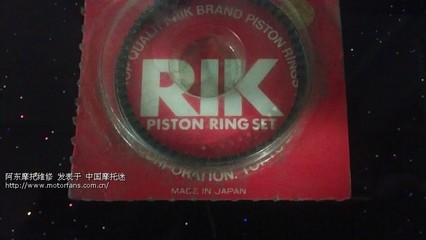 QUALITY RIK BRAND PISTON RINGS
RIK
PISTON RING SET
CORPORATION.
MADE IN JAPAN
阿东摩托维修 发表于 中国摩托迷
http://www.motorfans.com.cn/